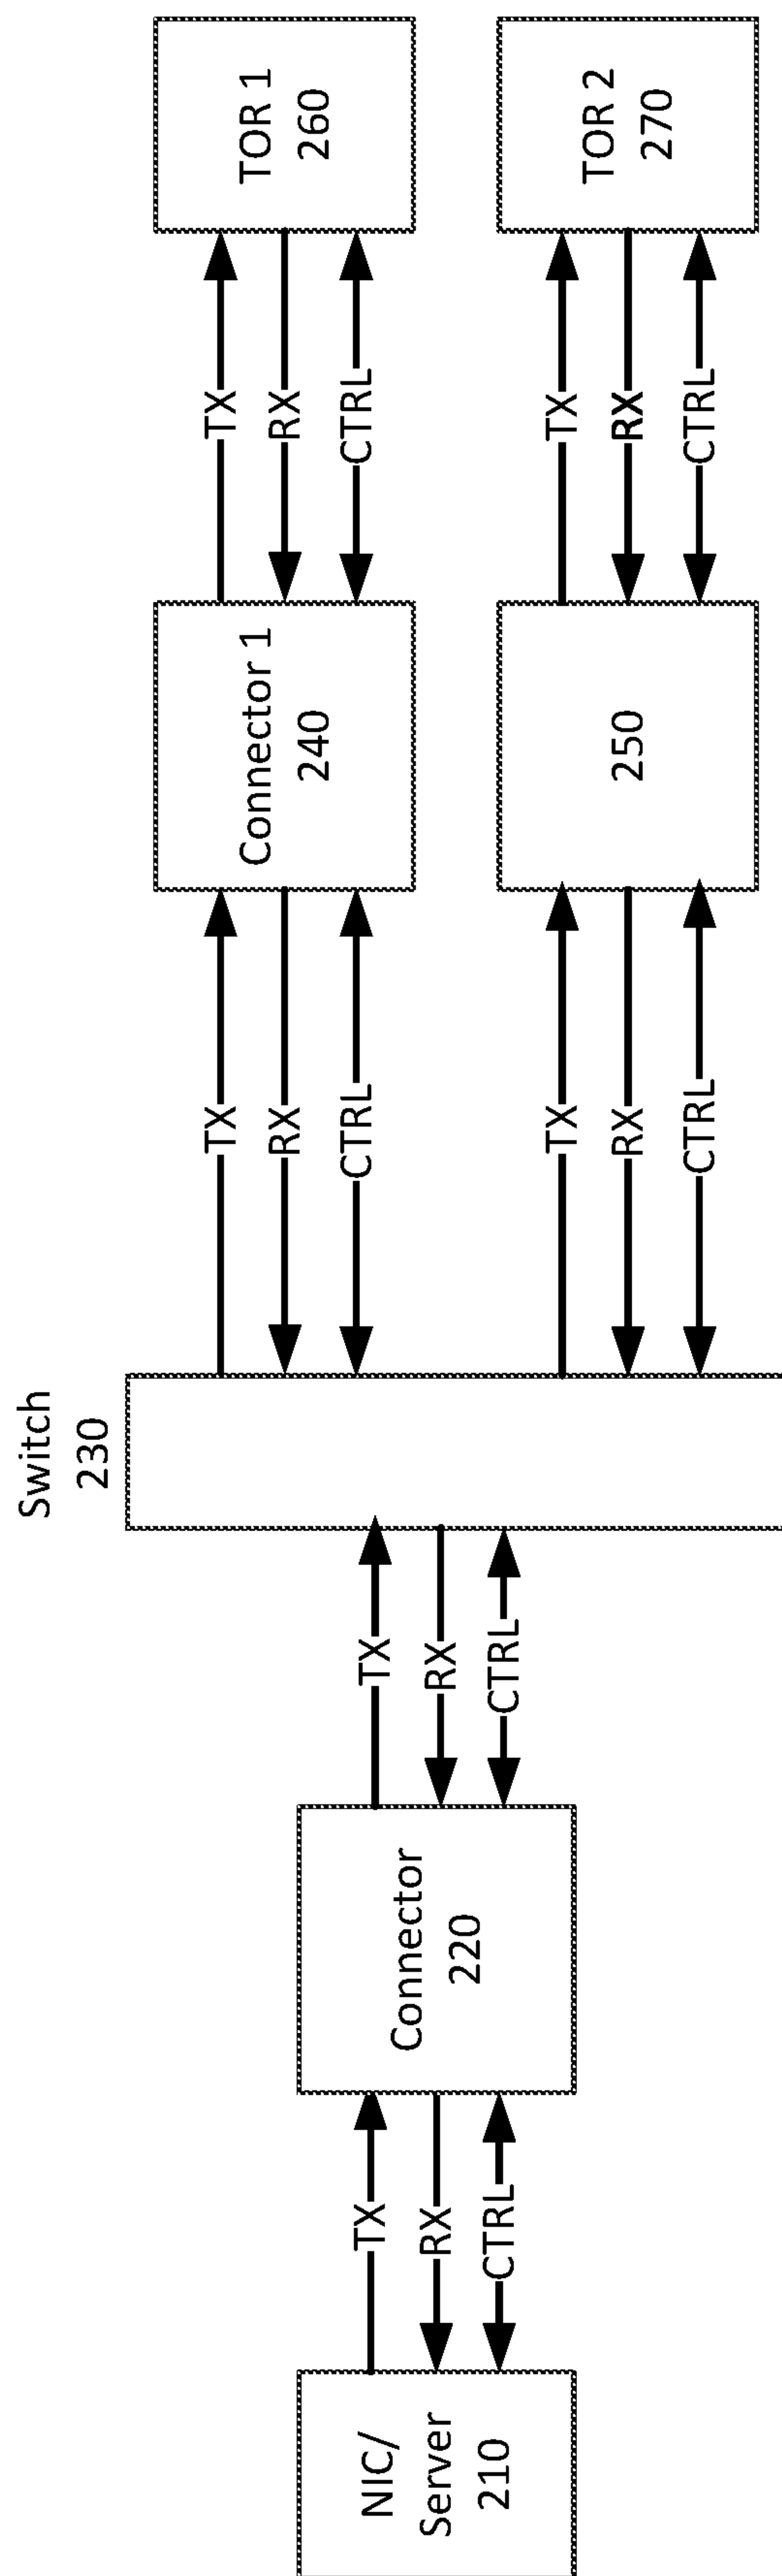 NIC/
Server
210
TX
RX
CTRL
Connector
220
TX
RX
CTRL
Switch
230
TX
RX
CTRL
Connector 1
240
TX
RX
CTRL
TOR 1
260
TX
RX
CTRL
250
TX
RX
CTRL
TOR 2
270